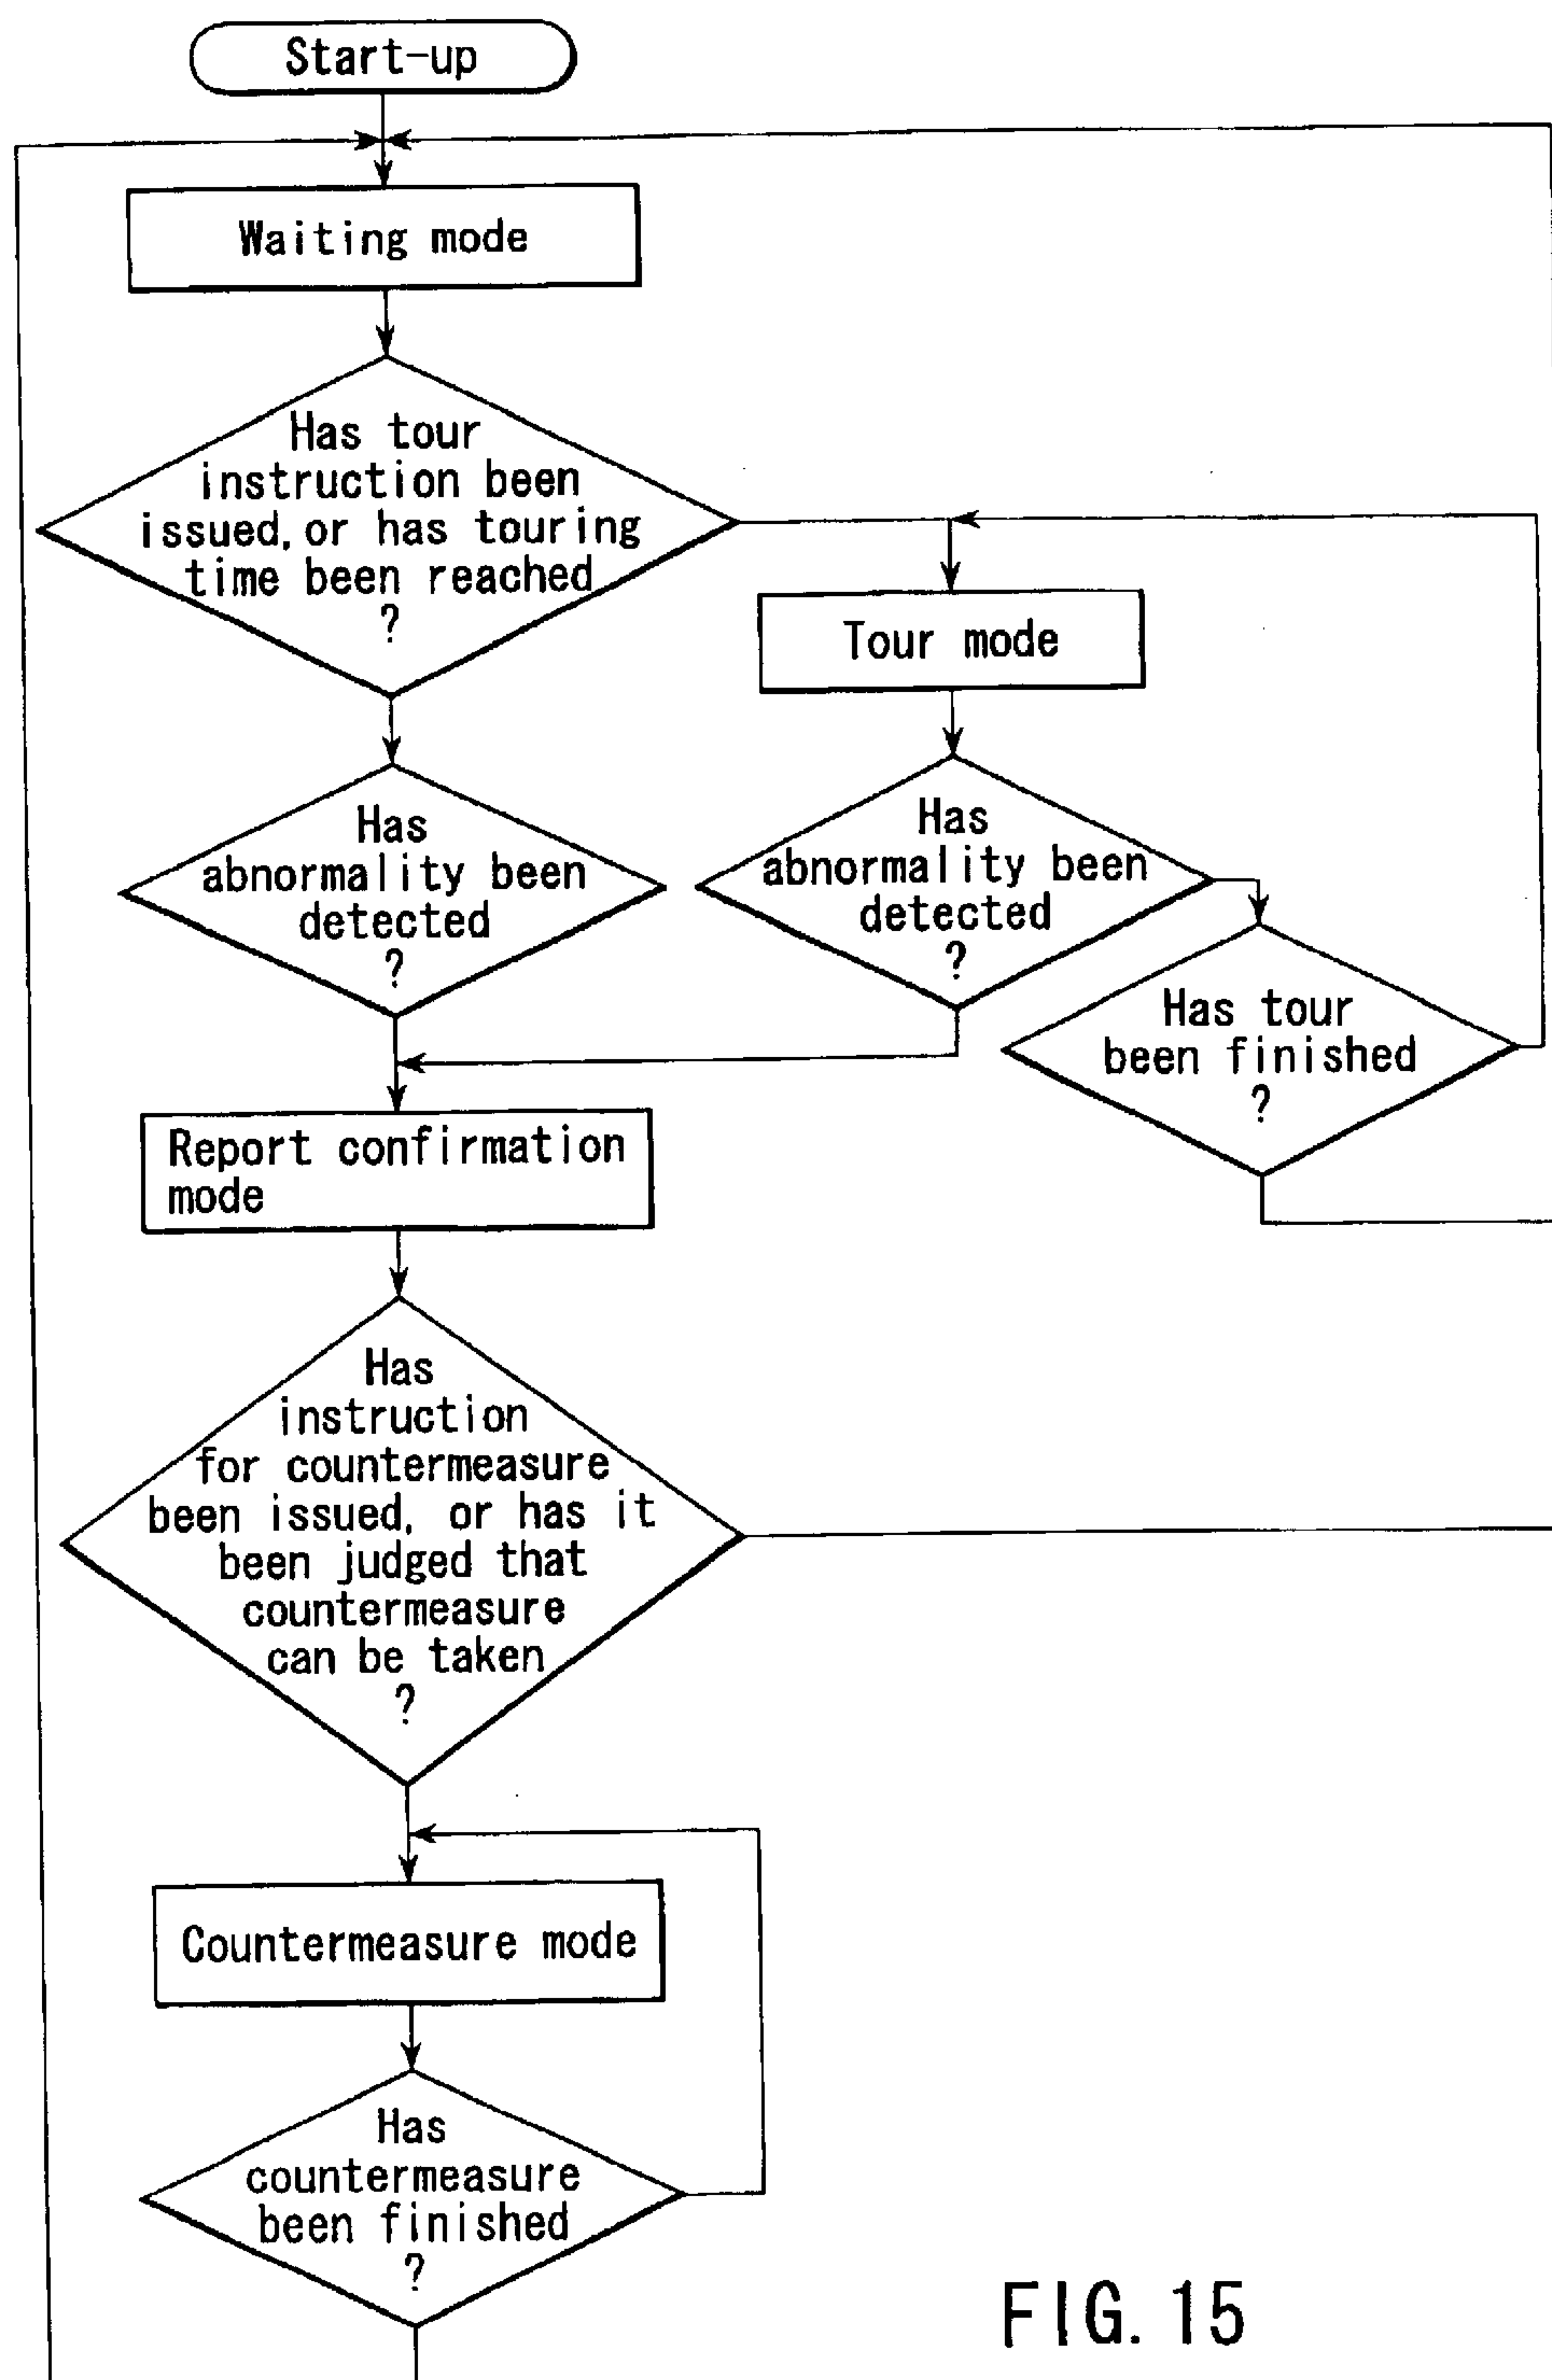 Start-up
Waiting mode
Has tour
instruction been
issued, or has touring
time been reached
?
Tour mode
Has
abnormality been
detected
?
Has
abnormality been
detected
?
Has tour
been finished
?
Report confirmation
mode
Has
instruction
for countermeasure
been issued, or has it
been judged that
countermeasure
can be taken
?
Countermeasure mode
Has
countermeasure
been finished
?
FIG. 15